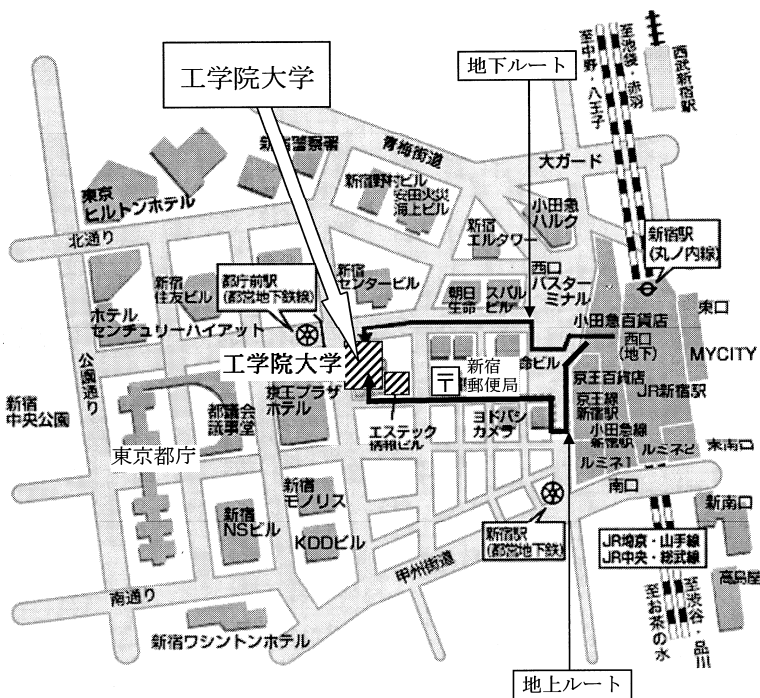 工学院大学
地下ルート
至池袋・赤羽
至中野・八王子
西武新宿駅
新宿警察署
青梅街道
大ガード
東京
ヒルトンホテル
新宿野村ビル
安田火災
海上ビル
小田急
ハルク
新宿
エルタワー
新宿駅
(丸ノ内線)
北通り
新宿
住友ビル
都庁前駅
(都営地下鉄線)
新宿
センタービル
朝日
生命
スバル
ビル
西口
バスター
ミナル
小田急百貨店
東口
ホテル
センチュリーハイアット
西口
(地下)
MYCITY
工学院大学
新宿
郵便局
命ビル
京王百貨店
JR新宿駅
公園通り
新宿
中央公園
都議会
議事堂
京王プラザ
ホテル
エステック
情報ビル
ヨドバシ
カメラ
京王線
新宿駅
小田急線
新宿駅
ルミネ1
ルミネ2
東南口
東京都庁
南口
新宿
モノリス
新宿
NSビル
KDDビル
新宿駅
(都営地下鉄)
新南口
JR埼京・山手線
JR中央・総武線
甲州街道
高島屋
南通り
新宿ワシントンホテル
至渋谷・品川
至お茶の水
地上ルート